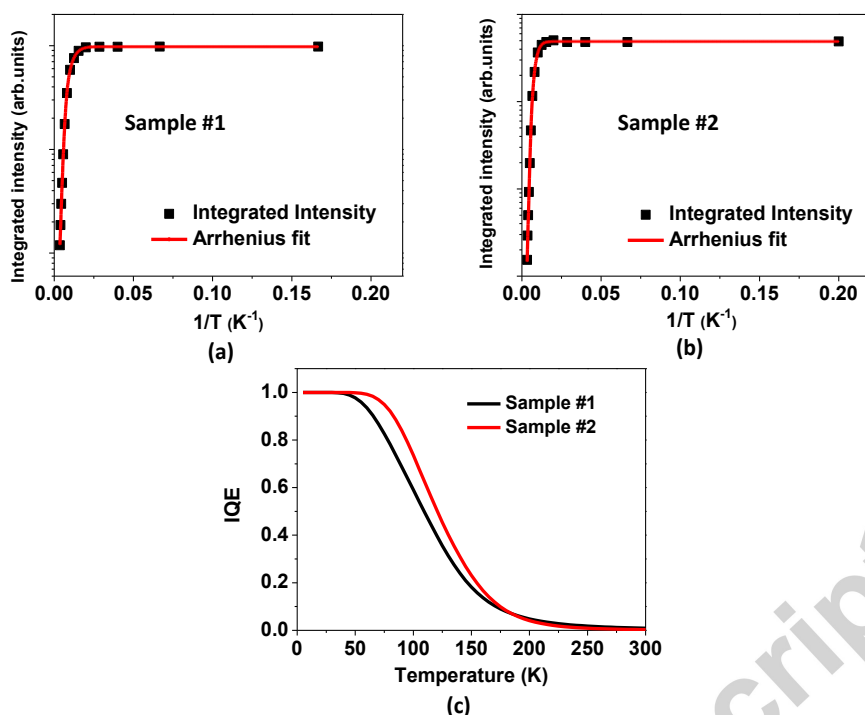 (a)
Integrated intensity (arb.units)
Sample #1
Integrated Intensity
Arrhenius fit
0.00 0.05 0.10 0.15 0.20
1/T (K-1)
(a)
(b)
Integrated intensity (arb.units)
Sample #2
Integrated Intensity
Arrhenius fit
0.00 0.05 0.10 0.15 0.20
1/T (K-1)
(b)
IQE
1.0
0.8
0.6
0.4
0.2
0.0
Sample #1
Sample #2
0 50 100 150 200 250 300
Temperature (K)
(c)